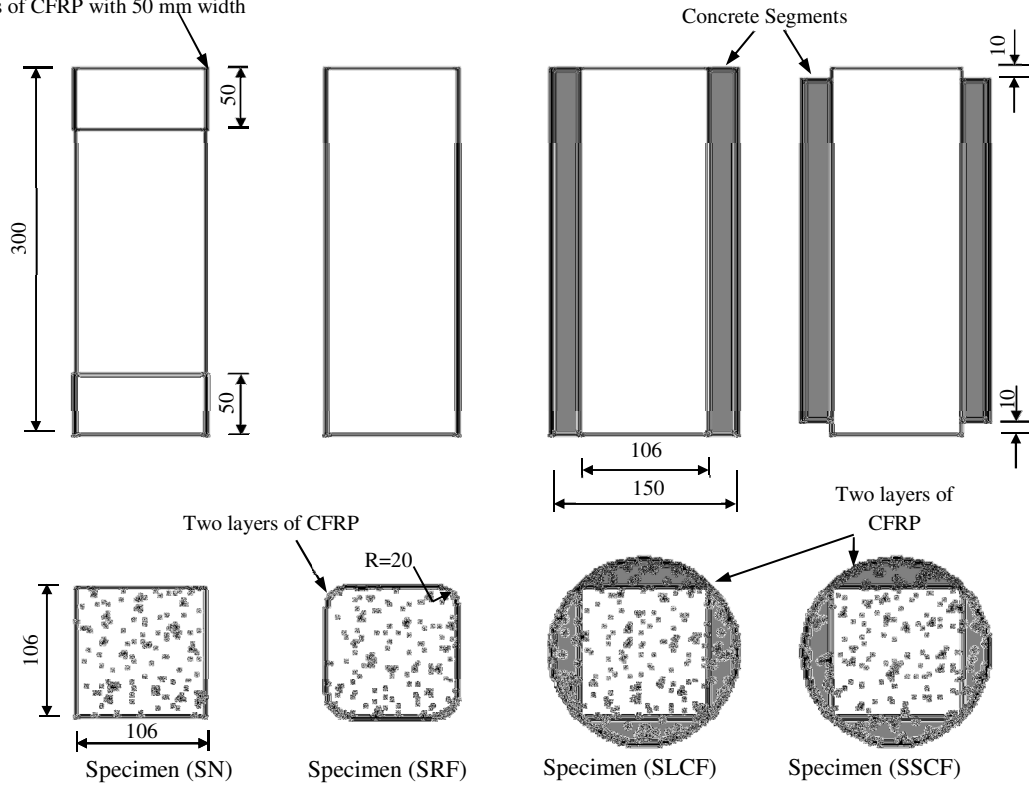 of CFRP with 50 mm width
Concrete Segments
10
50
300
50
10
106
150
Two layers of CFRP
Two layers of
CFRP
R=20
106
106
Specimen (SN)
Specimen (SRF)
Specimen (SLCF)
Specimen (SSCF)